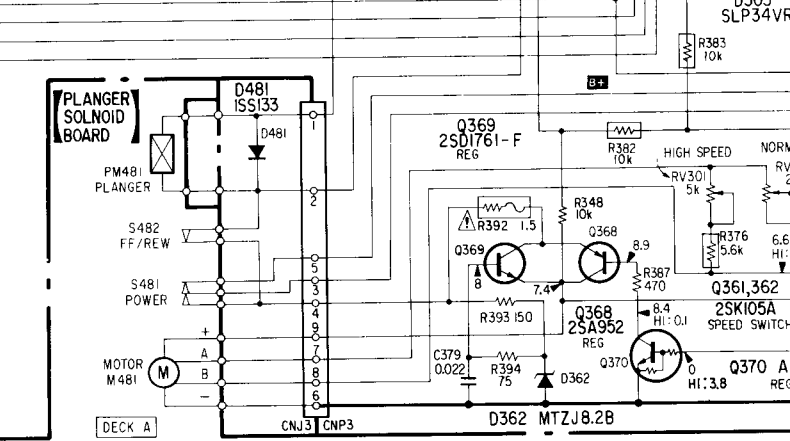 D303
SLP34VR
R383
10k
B+
PLANGER
SOLNOID
BOARD
D481
ISS133
D481
PM481
PLANGER
S482
FF/REW
S481
POWER
+
A
B
−
MOTOR
M481
M
DECK A
1
2
5
3
4
9
7
8
6
CNJ3
CNP3
Q369
2SD1761-F
REG
R382
10k
HIGH SPEED
NORM
RV301
5k
RV
R348
10k
R392 1.5
Q368
Q369
8
8.9
7.4
R387
470
R376
5.6k
6.6
HI:
Q361,362
2SK105A
SPEED SWITCH
R393 150
Q368
2SA952
REG
8.4
HI:0.1
C379
0.022
R394
75
D362
Q370
0
HI:3.8
Q370 A
REG
D362 MTZJ8.2B